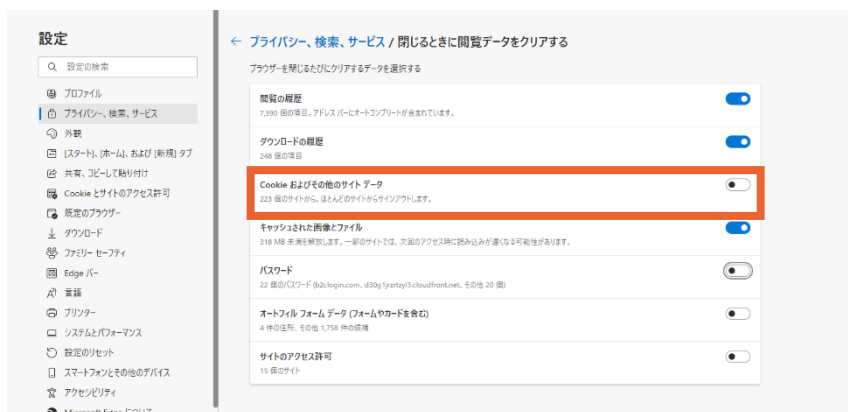 設定
設定の検索
プロファイル
プライバシー、検索、サービス
外観
[スタート]、[ホーム]、および [新規] タブ
共有、コピーして貼り付け
Cookie とサイトのアクセス許可
既定のブラウザー
ダウンロード
ファミリー セーフティ
Edge バー
言語
プリンター
システムとパフォーマンス
設定のリセット
スマートフォンとその他のデバイス
アクセシビリティ
Microsoft Edge について
← プライバシー、検索、サービス / 閉じるときに閲覧データをクリアする
ブラウザーを閉じるたびにクリアするデータを選択する
閲覧の履歴
7,390 個の項目。アドレス バーにオートコンプリートが含まれています。
ダウンロードの履歴
248 個の項目
Cookie およびその他のサイト データ
223 個のサイトから。ほとんどのサイトからサインアウトします。
キャッシュされた画像とファイル
318 MB 未満を解放します。一部のサイトでは、次回のアクセス時に読み込みが遅くなる可能性があります。
パスワード
22 個のパスワード (b2clogin.com、d30g1jrztzyl3.cloudfront.net、その他 20 個)
オートフィル フォーム データ (フォームやカードを含む)
4 件の住所、その他 1,758 件の候補
サイトのアクセス許可
15 個のサイト